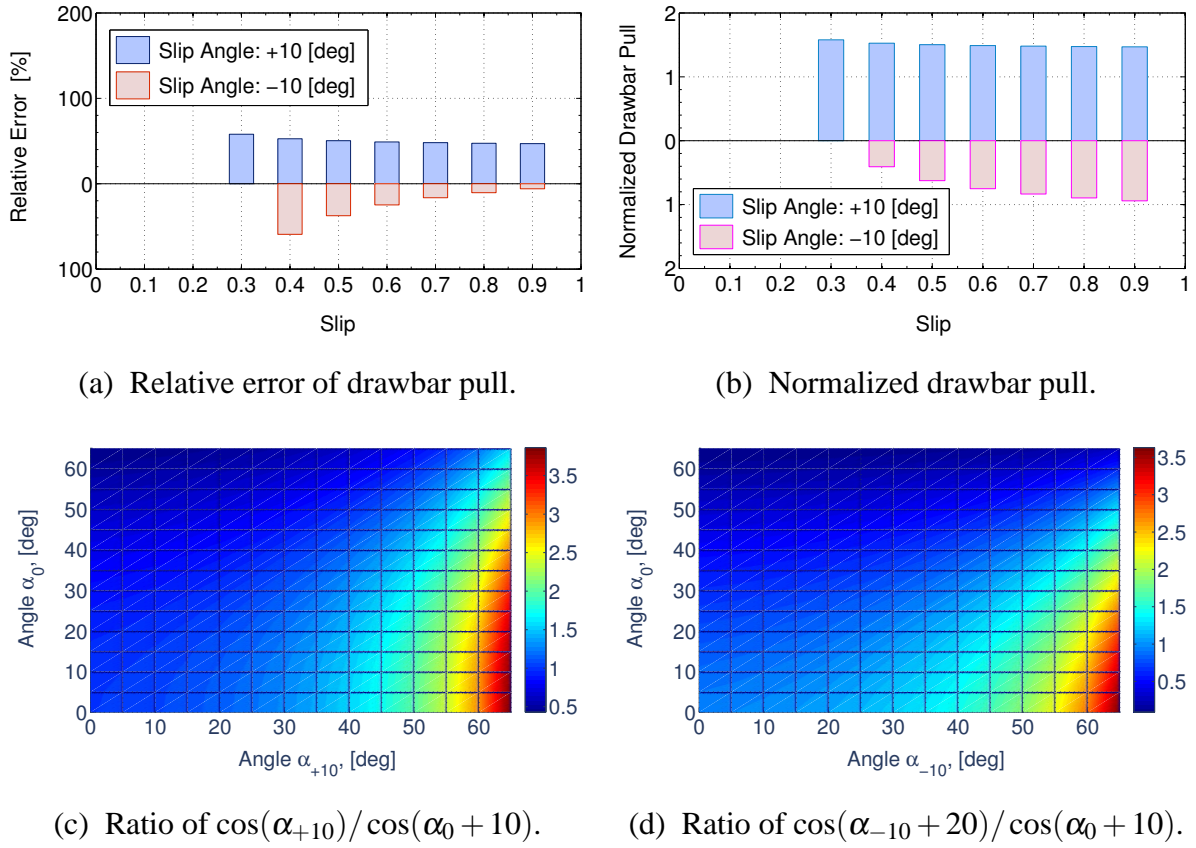 200
100
0
100
Relative Error [%]
Slip Angle: +10 [deg]
Slip Angle: −10 [deg]
0 0.1 0.2 0.3 0.4 0.5 0.6 0.7 0.8 0.9 1
Slip
(a) Relative error of drawbar pull.
2
1
0
1
2
Normalized Drawbar Pull
Slip Angle: +10 [deg]
Slip Angle: −10 [deg]
0 0.1 0.2 0.3 0.4 0.5 0.6 0.7 0.8 0.9 1
Slip
(b) Normalized drawbar pull.
60
50
40
30
20
10
0
Angle α₀, [deg]
0 10 20 30 40 50 60
Angle α₊₁₀, [deg]
3.5
3
2.5
2
1.5
1
0.5
(c) Ratio of cos(α₊₁₀)/cos(α₀ + 10).
60
50
40
30
20
10
0
Angle α₀, [deg]
0 10 20 30 40 50 60
Angle α₋₁₀, [deg]
3.5
3
2.5
2
1.5
1
0.5
(d) Ratio of cos(α₋₁₀ + 20)/cos(α₀ + 10).